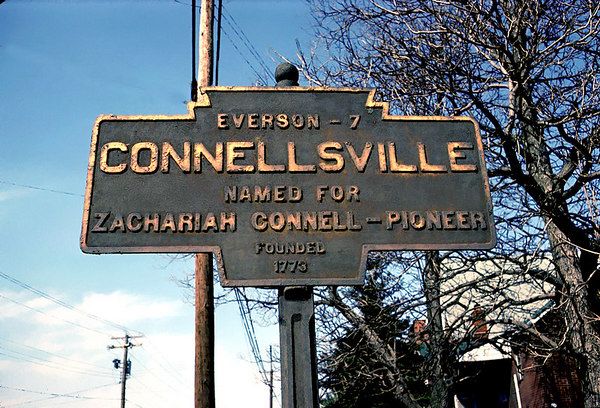 EVERSON - 7
CONNELLSVILLE
NAMED FOR
ZACHARIAH CONNELL - PIONEER
FOUNDED
1773